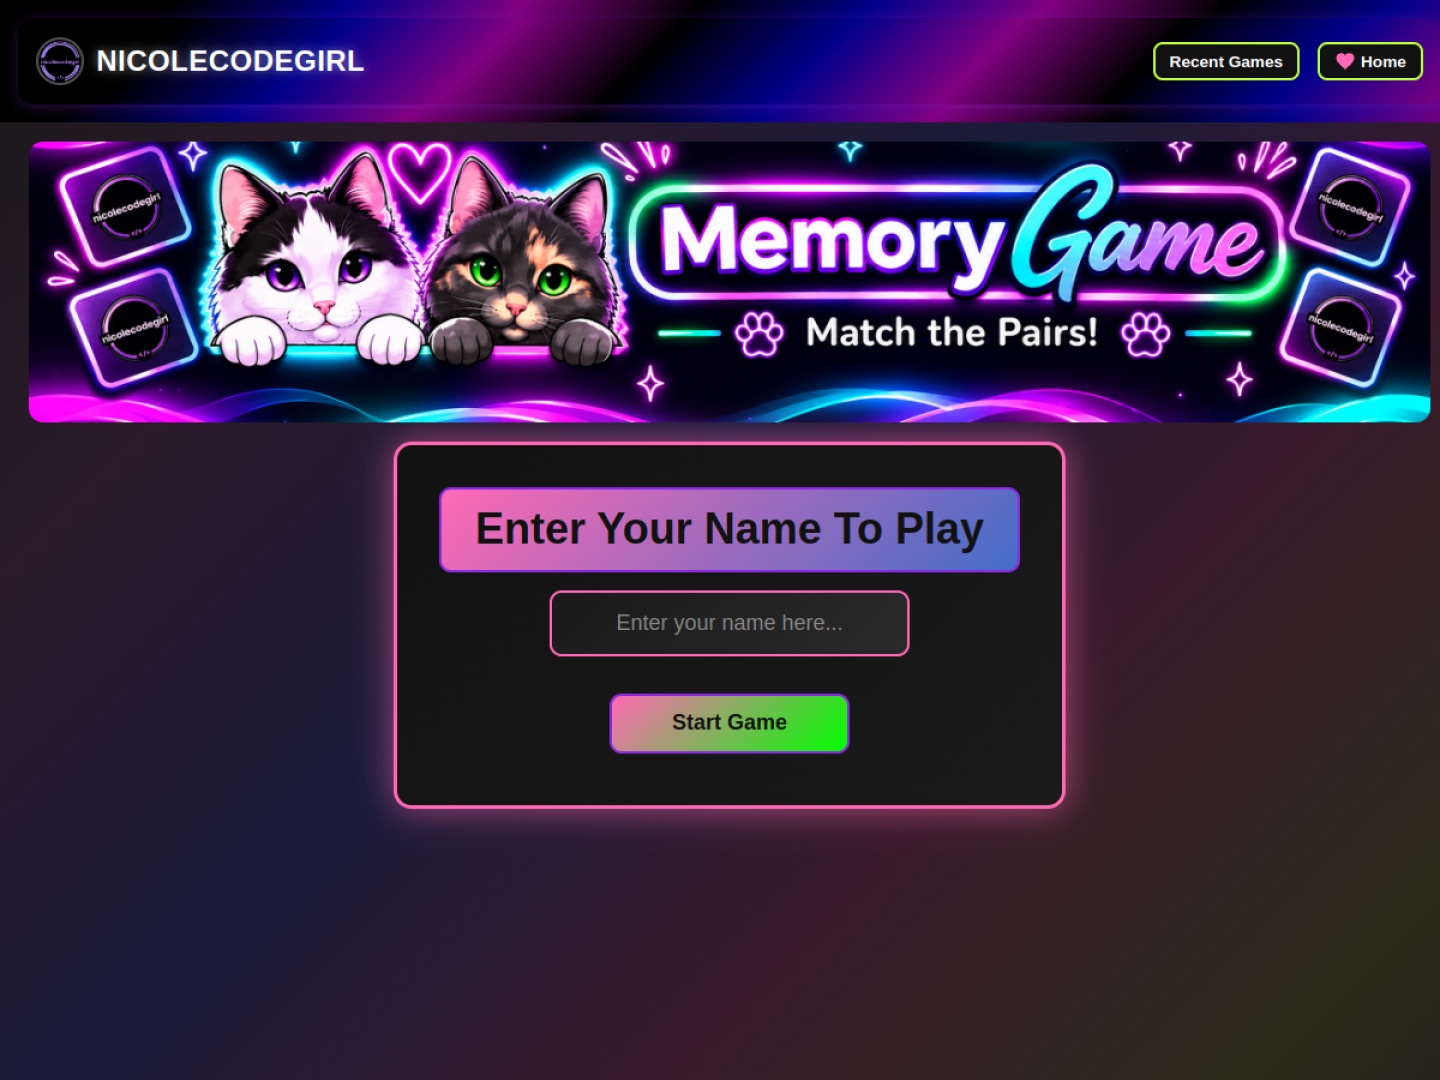 nicolecodegirl
NICOLECODEGIRL
Recent Games
Home
nicolecodegirl
</>
nicolecodegirl
</>
Memory Game
Match the Pairs!
nicolecodegirl
</>
nicolecodegirl
</>
Enter Your Name To Play
Enter your name here...
Start Game